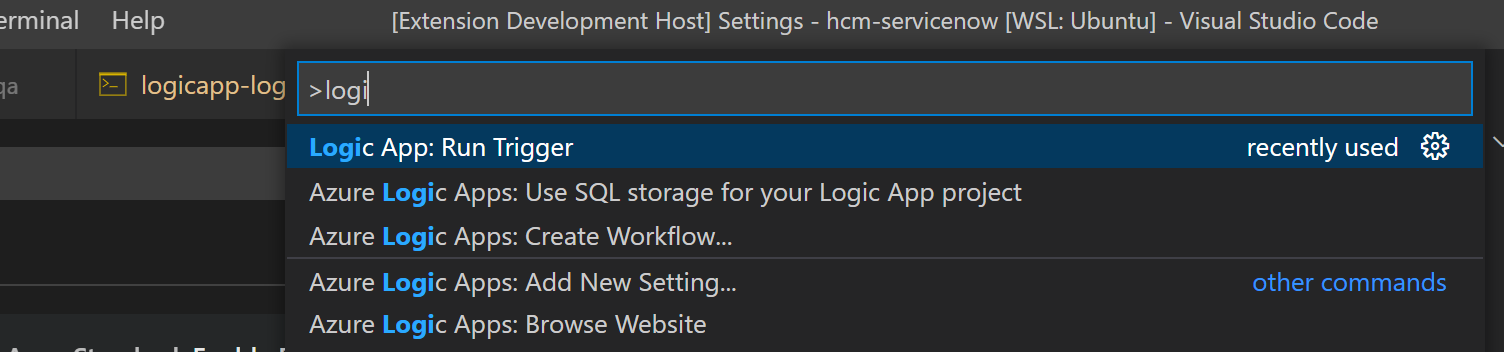 Help [Extension Development Host] Settings - hcm-servicenow [WSL: Ubuntu] - Visual Studio Code
logicapp-log
>logi
Logic App: Run Trigger recently used
Azure Logic Apps: Use SQL storage for your Logic App project
Azure Logic Apps: Create Workflow...
Azure Logic Apps: Add New Setting... other commands
Azure Logic Apps: Browse Website